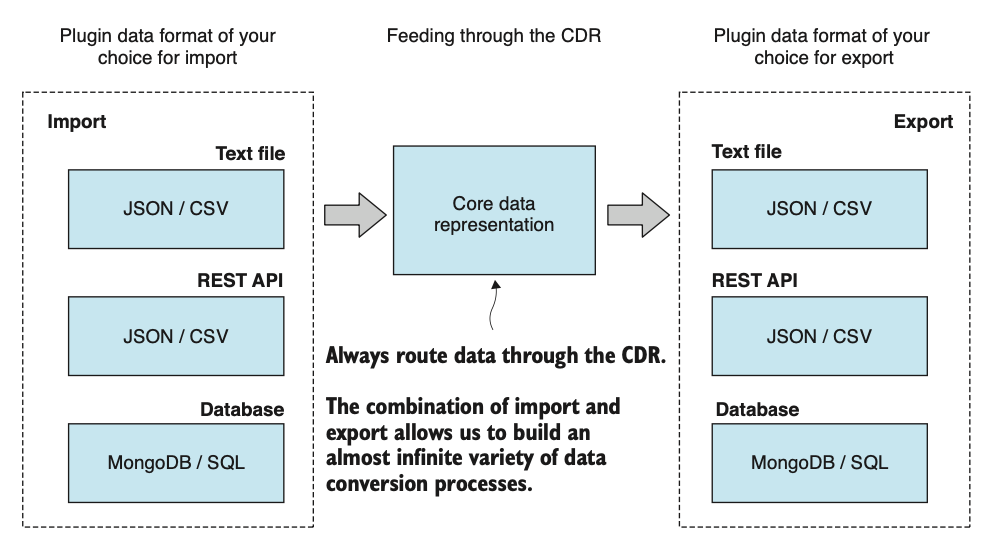 Plugin data format of your
choice for import
Feeding through the CDR
Plugin data format of your
choice for export
Import
Text file
JSON / CSV
REST API
JSON / CSV
Database
MongoDB / SQL
Core data
representation
Always route data through the CDR.
The combination of import and
export allows us to build an
almost infinite variety of data
conversion processes.
Export
Text file
JSON / CSV
REST API
JSON / CSV
Database
MongoDB / SQL